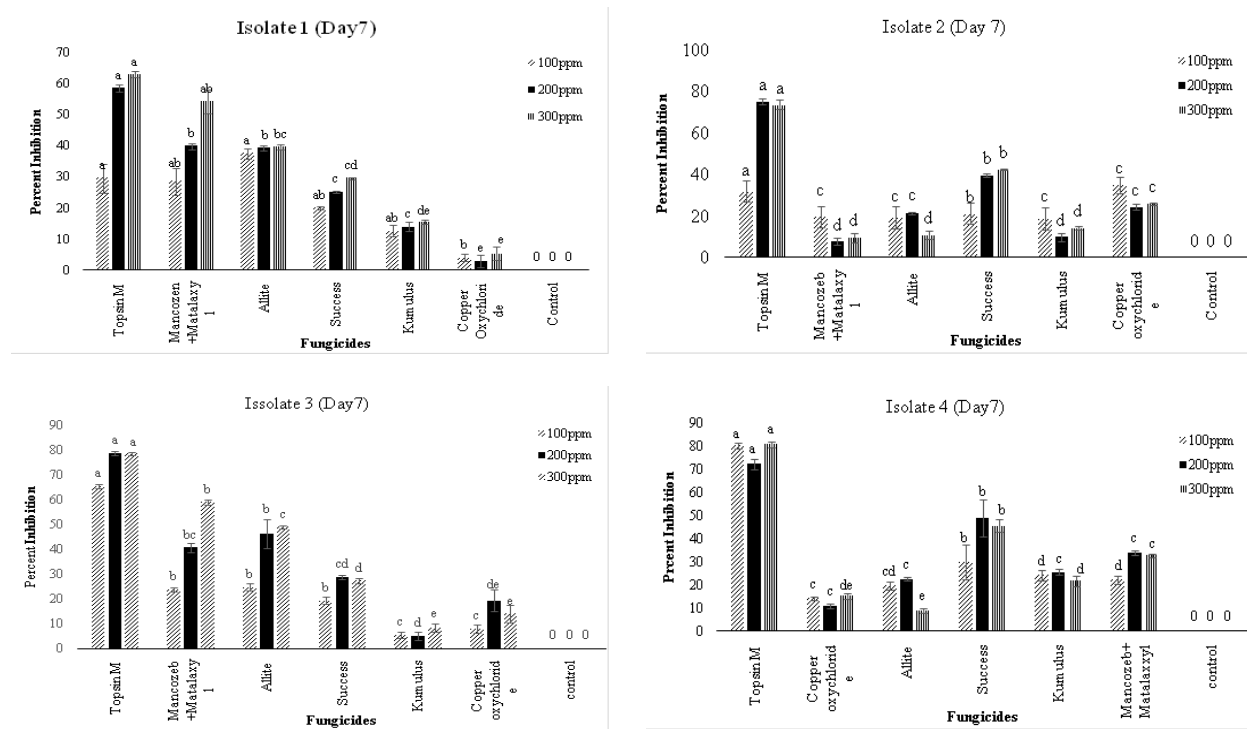 Isolate 1 (Day7)
Percent Inhibition
70
60
50
40
30
20
10
0
a
a
a
ab
b
ab
a
b
bc
ab
c
cd
ab
c
de
b
e
e
0 0 0
100ppm
200ppm
300ppm
TopsinM
Mancozen
+Matalaxy
l
Allite
Success
Kumulus
Copper
Oxychlori
de
Control
Fungicides
Isolate 2 (Day 7)
Percent Inhibition
100
80
60
40
20
0
a
a
a
c
d
d
c
c
d
c
b
b
c
d
d
c
c
c
0 0 0
100ppm
200ppm
300ppm
TopsinM
Mancozeb
+Matalaxy
l
Allite
Success
Kumulus
Copper
oxychlorid
e
Control
Fungicides
Issolate 3 (Day7)
Percent Inhibition
90
80
70
60
50
40
30
20
10
0
a
a
a
b
bc
b
b
b
c
b
cd
d
c
d
e
c
de
e
0 0 0
100ppm
200ppm
300ppm
TopsinM
Mancozeb
+Matalaxy
l
Allite
Success
Kumulus
Copper
oxychlorid
e
control
Fungicides
Isolate 4 (Day7)
Prcent Inhibition
90
80
70
60
50
40
30
20
10
0
a
a
a
c
c
de
cd
c
e
b
b
b
d
c
d
d
c
c
0 0 0
100ppm
200ppm
300ppm
TopsinM
Copper
oxychlorid
e
Allite
Success
Kumulus
Mancozeb+
Matalaxxyl
control
Fungicides